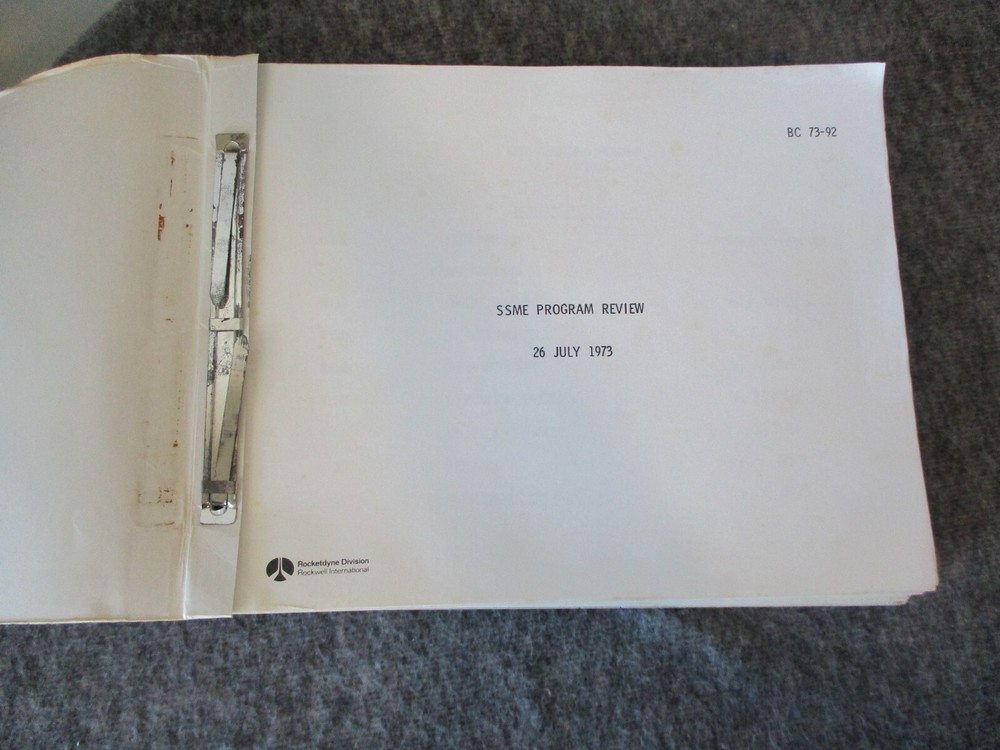 BC 73-92
SSME PROGRAM REVIEW
26 JULY 1973
Rocketdyne Division
Rockwell International